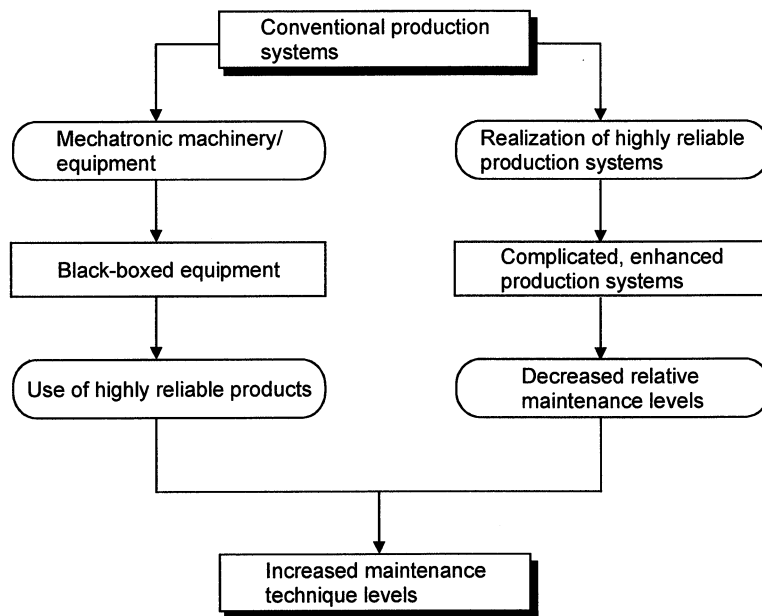 Conventional production
systems
Mechatronic machinery/
equipment
Realization of highly reliable
production systems
Black-boxed equipment
Complicated, enhanced
production systems
Use of highly reliable products
Decreased relative
maintenance levels
Increased maintenance
technique levels